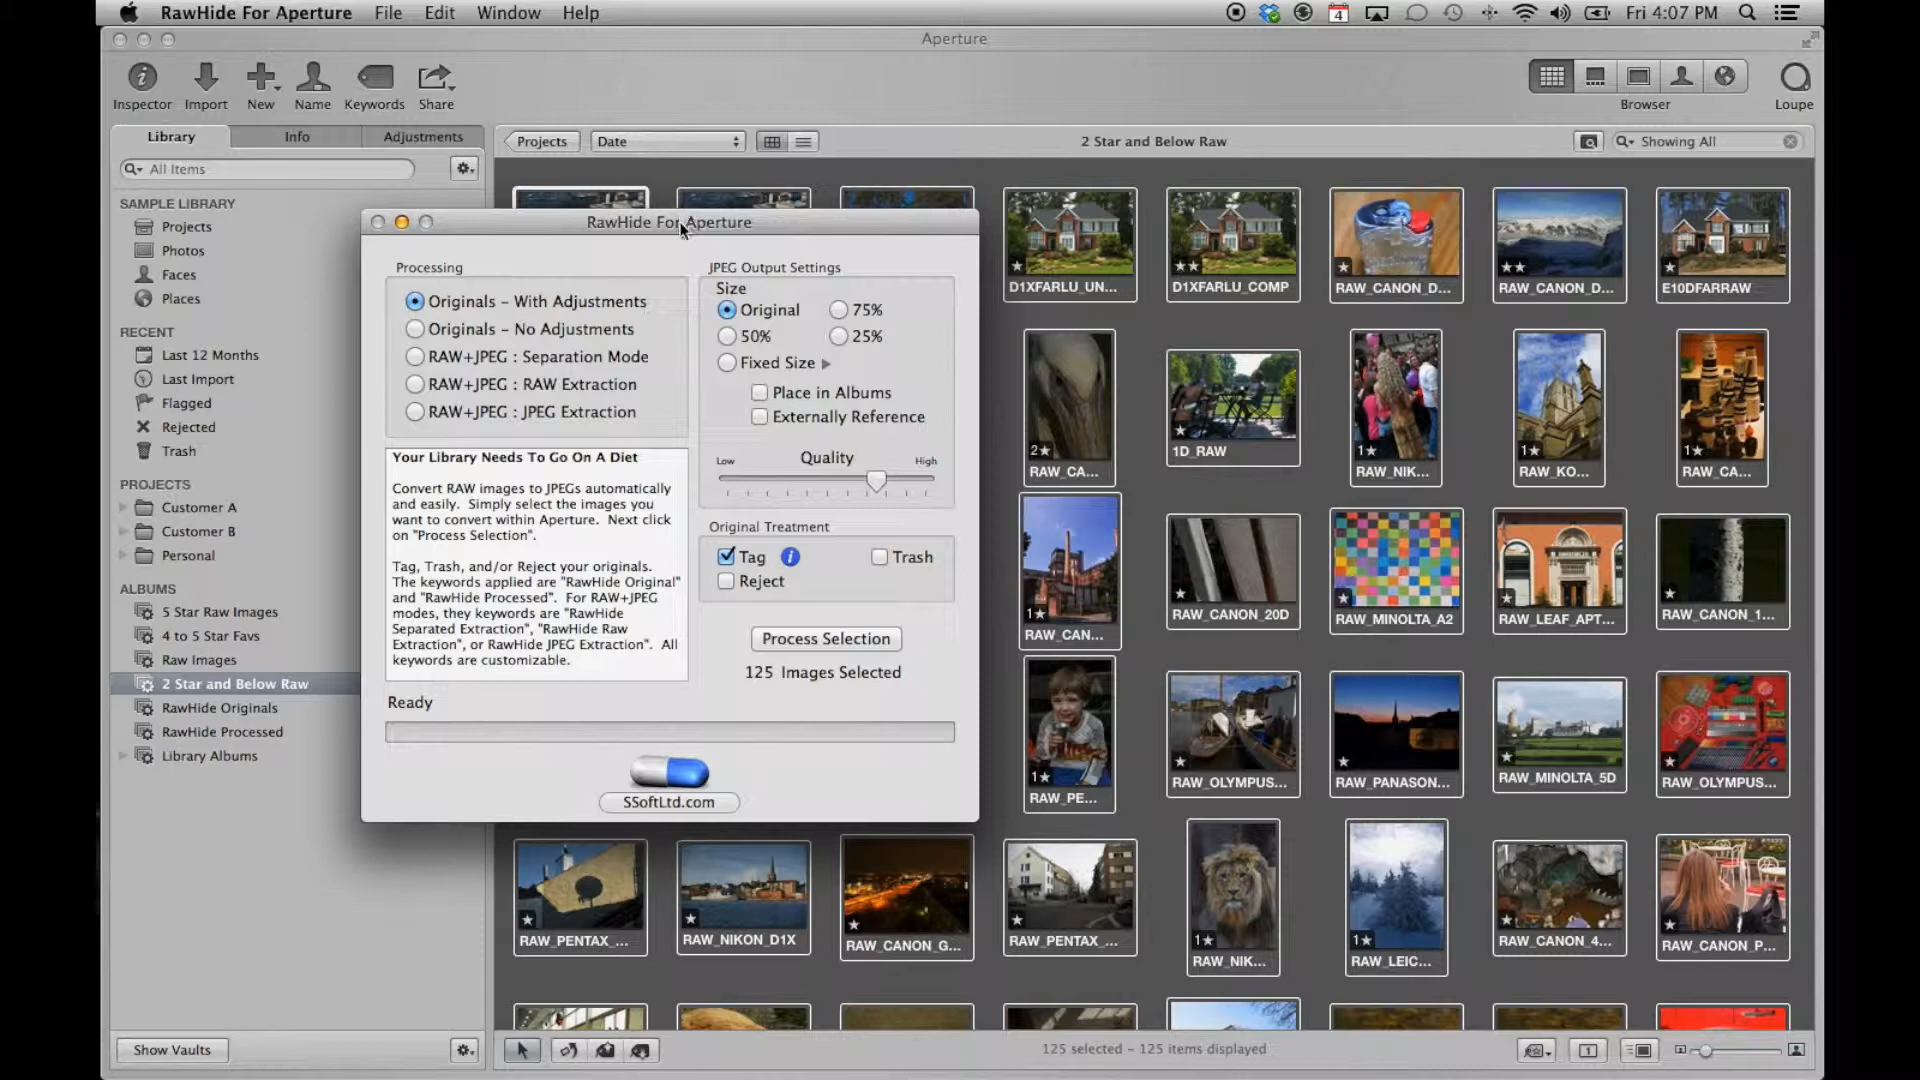 RawHide For Aperture File Edit Window Help
4 Fri 4:07 PM
Aperture
Inspector Import New Name Keywords Share
Browser Loupe
Library Info Adjustments
Projects Date 2 Star and Below Raw Showing All
All Items
SAMPLE LIBRARY
Projects
Photos
Faces
Places
RECENT
Last 12 Months
Last Import
Flagged
Rejected
Trash
PROJECTS
Customer A
Customer B
Personal
ALBUMS
5 Star Raw Images
4 to 5 Star Favs
Raw Images
2 Star and Below Raw
RawHide Originals
RawHide Processed
Library Albums
Show Vaults
RawHide For Aperture
Processing
Originals – With Adjustments
Originals – No Adjustments
RAW+JPEG : Separation Mode
RAW+JPEG : RAW Extraction
RAW+JPEG : JPEG Extraction
Your Library Needs To Go On A Diet
Convert RAW images to JPEGs automatically
and easily. Simply select the images you
want to convert within Aperture. Next click
on "Process Selection".
Tag, Trash, and/or Reject your originals.
The keywords applied are "RawHide Original"
and "RawHide Processed". For RAW+JPEG
modes, they keywords are "RawHide
Separated Extraction", "RawHide Raw
Extraction", or RawHide JPEG Extraction". All
keywords are customizable.
JPEG Output Settings
Size
Original 75%
50% 25%
Fixed Size
Place in Albums
Externally Reference
Low Quality High
Original Treatment
Tag Trash
Reject
Process Selection
125 Images Selected
Ready
SSoftLtd.com
D1XFARLU_UN... D1XFARLU_COMP RAW_CANON_D... RAW_CANON_D... E10DFARRAW
2 1 1 1
RAW_CA... 1D_RAW RAW_NIK... RAW_KO... RAW_CA...
1
RAW_CAN... RAW_CANON_20D RAW_MINOLTA_A2 RAW_LEAF_APT... RAW_CANON_1...
1
RAW_PE... RAW_OLYMPUS... RAW_PANASON... RAW_MINOLTA_5D RAW_OLYMPUS...
1 1
RAW_PENTAX_... RAW_NIKON_D1X RAW_CANON_G... RAW_PENTAX_... RAW_NIK... RAW_LEIC... RAW_CANON_4... RAW_CANON_P...
125 selected – 125 items displayed
1